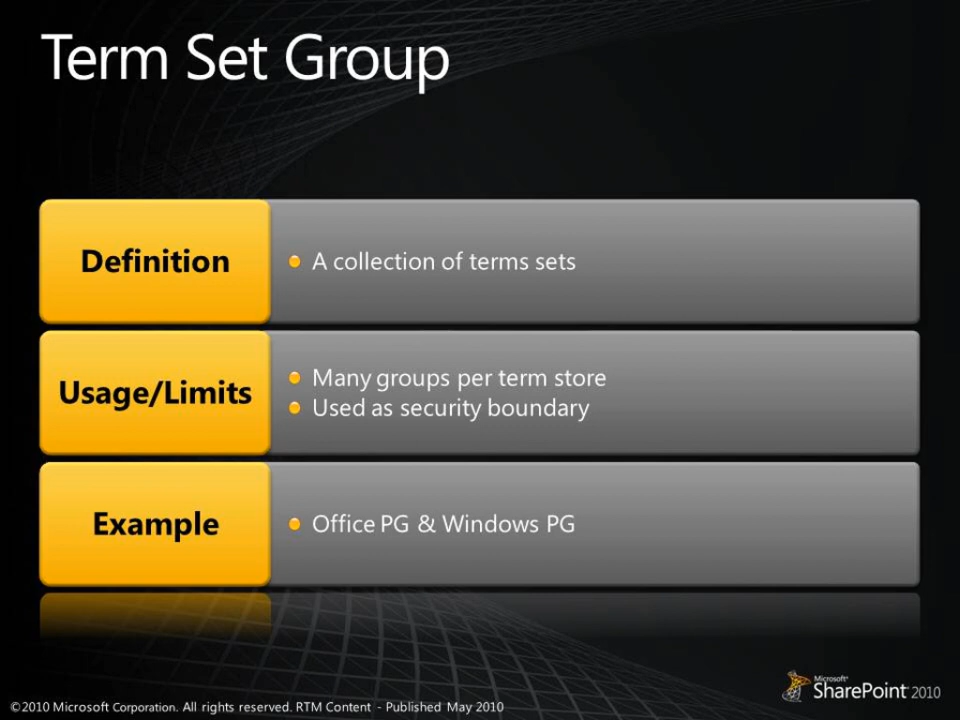 Term Set Group
Definition
A collection of terms sets
Usage/Limits
Many groups per term store
Used as security boundary
Example
Office PG & Windows PG
©2010 Microsoft Corporation. All rights reserved. RTM Content - Published May 2010
Microsoft®
SharePoint 2010